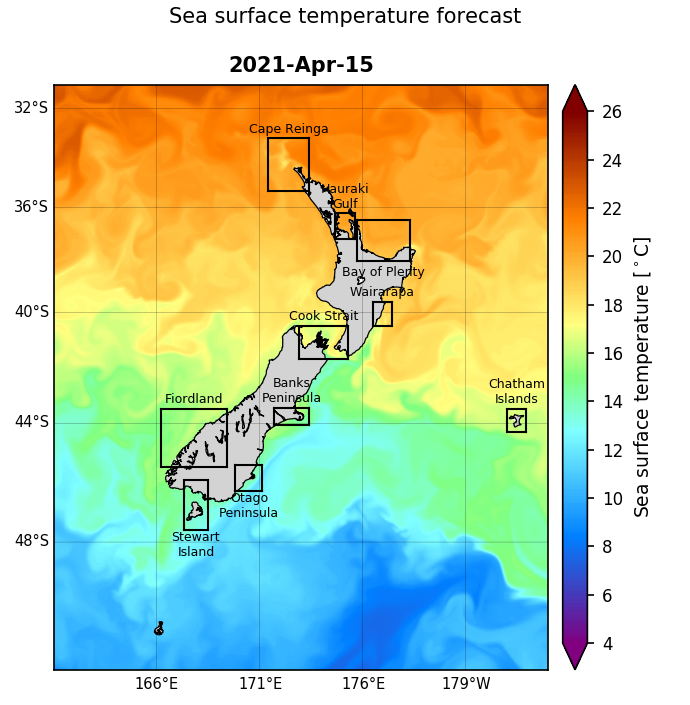 Sea surface temperature forecast
2021-Apr-15
32°S
36°S
40°S
44°S
48°S
Cape Reinga
Hauraki
Gulf
Bay of Plenty
Wairarapa
Cook Strait
Banks
Peninsula
Fiordland
Chatham
Islands
Otago
Peninsula
Stewart
Island
166°E
171°E
176°E
179°W
26
24
22
20
18
16
14
12
10
8
6
4
Sea surface temperature [°C]